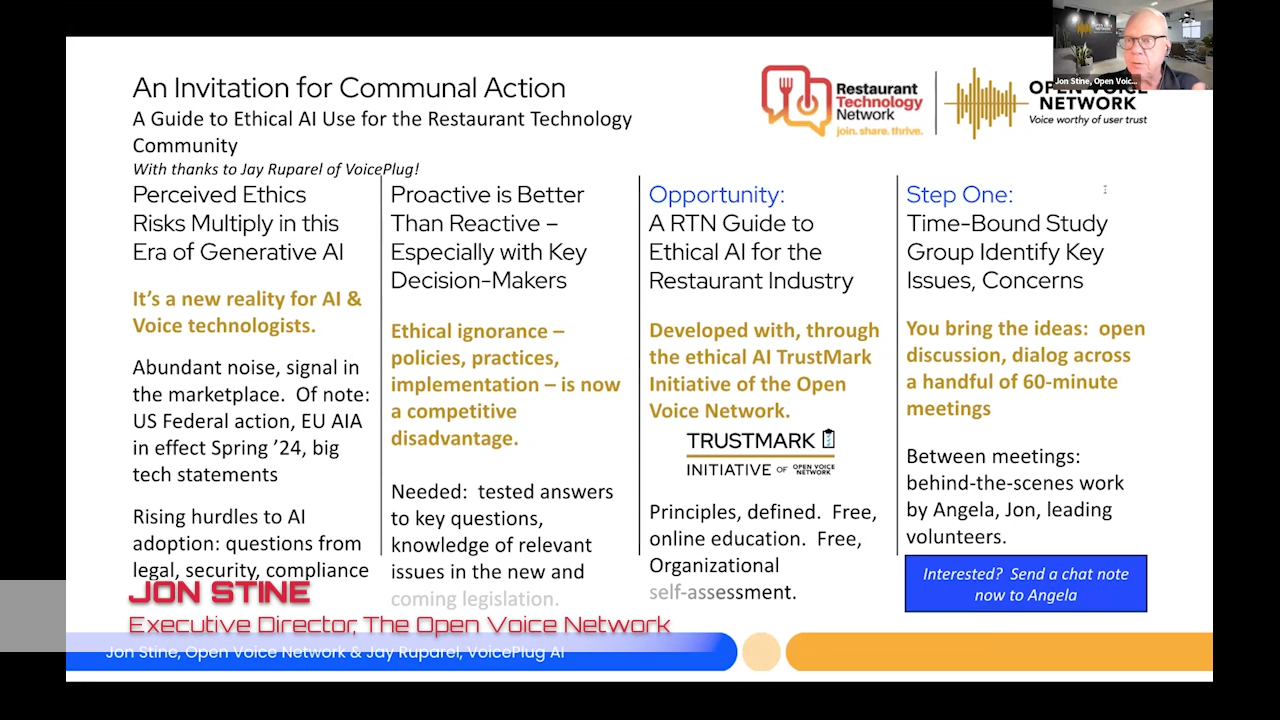 An Invitation for Communal Action
A Guide to Ethical AI Use for the Restaurant Technology
Community
With thanks to Jay Ruparel of VoicePlug!
Restaurant
Technology
Network
join. share. thrive.
OPEN VOICE
NETWORK
Voice worthy of user trust
Jon Stine, Open Voic...
Perceived Ethics
Risks Multiply in this
Era of Generative AI
It's a new reality for AI &
Voice technologists.
Abundant noise, signal in
the marketplace. Of note:
US Federal action, EU AIA
in effect Spring '24, big
tech statements
Rising hurdles to AI
adoption: questions from
legal, security, compliance
Proactive is Better
Than Reactive –
Especially with Key
Decision-Makers
Ethical ignorance –
policies, practices,
implementation – is now
a competitive
disadvantage.
Needed: tested answers
to key questions,
knowledge of relevant
issues in the new and
coming legislation.
Opportunity:
A RTN Guide to
Ethical AI for the
Restaurant Industry
Developed with, through
the ethical AI TrustMark
Initiative of the Open
Voice Network.
TRUSTMARK
INITIATIVE OF OPEN VOICE
NETWORK
Principles, defined. Free,
online education. Free,
Organizational
self-assessment.
Step One:
Time-Bound Study
Group Identify Key
Issues, Concerns
You bring the ideas: open
discussion, dialog across
a handful of 60-minute
meetings
Between meetings:
behind-the-scenes work
by Angela, Jon, leading
volunteers.
Interested? Send a chat note
now to Angela
JON STINE
Executive Director, The Open Voice Network
Jon Stine, Open Voice Network & Jay Ruparel, VoicePlug AI